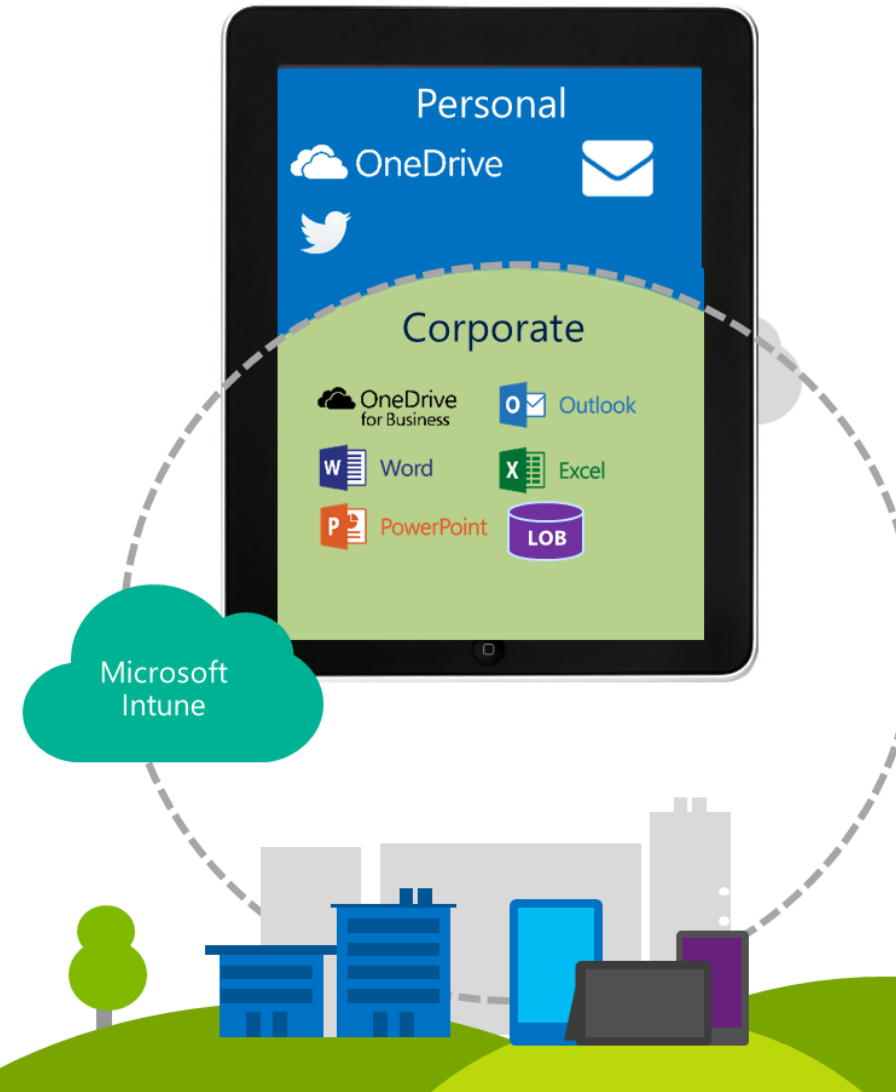 Personal
OneDrive
Corporate
OneDrive
for Business
O
Outlook
W
Word
X
Excel
P
PowerPoint
LOB
Microsoft
Intune